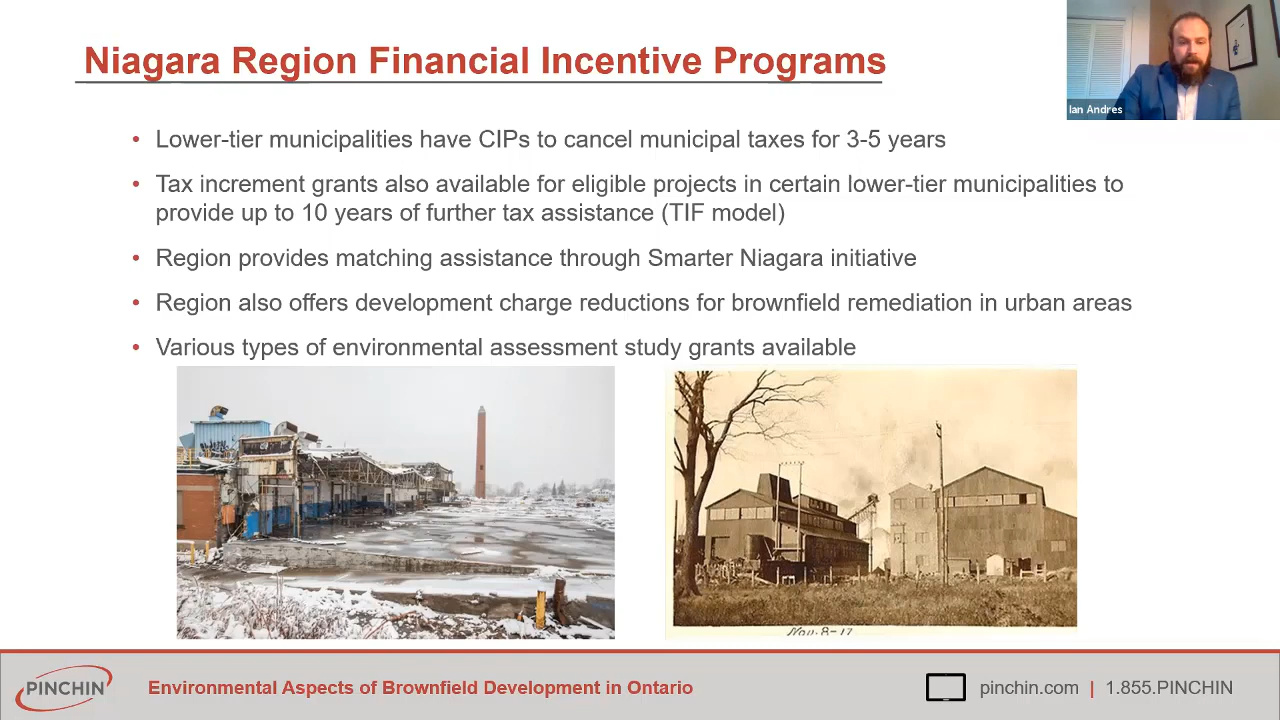 Niagara Region Financial Incentive Programs
Ian Andres
• Lower-tier municipalities have CIPs to cancel municipal taxes for 3-5 years
• Tax increment grants also available for eligible projects in certain lower-tier municipalities to
provide up to 10 years of further tax assistance (TIF model)
• Region provides matching assistance through Smarter Niagara initiative
• Region also offers development charge reductions for brownfield remediation in urban areas
• Various types of environmental assessment study grants available
Nov. 8-17
PINCHIN
Environmental Aspects of Brownfield Development in Ontario
pinchin.com | 1.855.PINCHIN